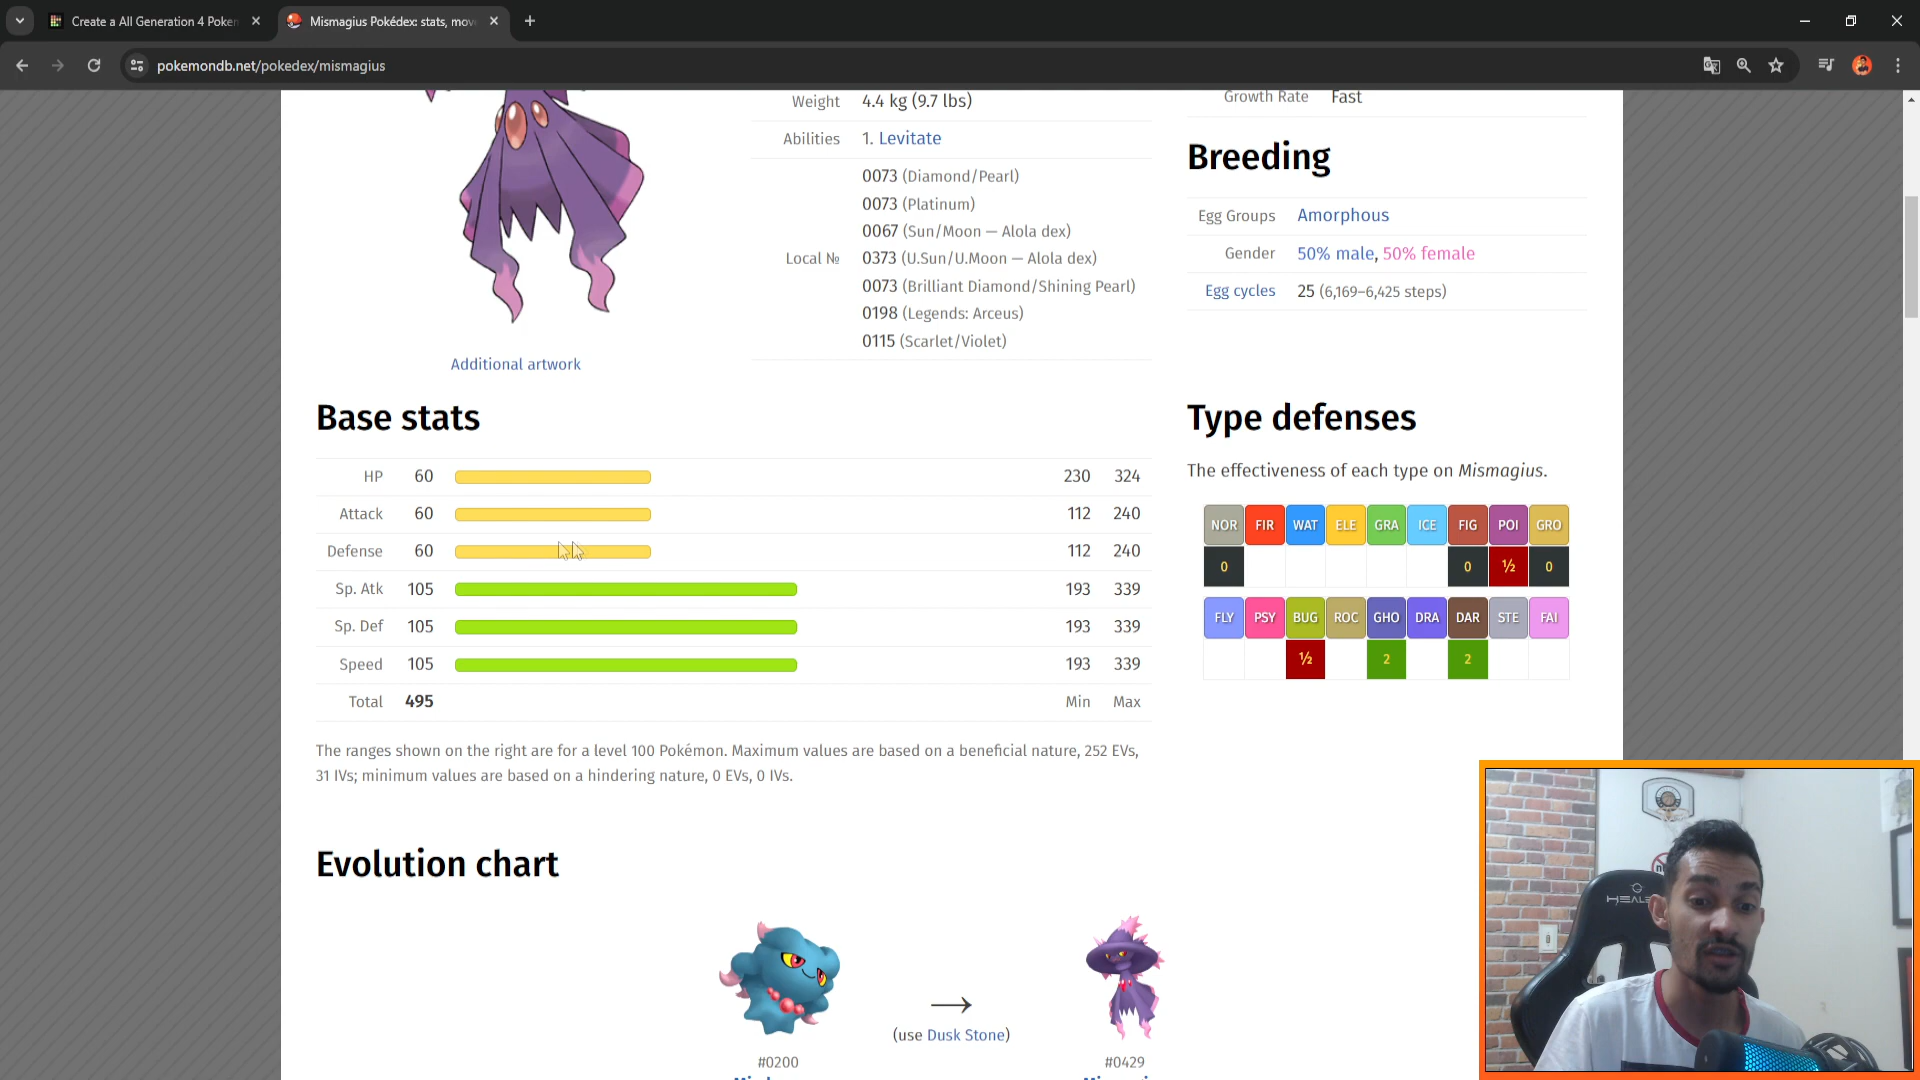 Create a All Generation 4 Poken
Mismagius Pokédex: stats, mov
pokemondb.net/pokedex/mismagius
Weight 4.4 kg (9.7 lbs)
Abilities 1. Levitate
Local №
0073 (Diamond/Pearl)
0073 (Platinum)
0067 (Sun/Moon — Alola dex)
0373 (U.Sun/U.Moon — Alola dex)
0073 (Brilliant Diamond/Shining Pearl)
0198 (Legends: Arceus)
0115 (Scarlet/Violet)
Growth Rate Fast
Breeding
Egg Groups Amorphous
Gender 50% male, 50% female
Egg cycles 25 (6,169–6,425 steps)
Additional artwork
Base stats
HP 60 230 324
Attack 60 112 240
Defense 60 112 240
Sp. Atk 105 193 339
Sp. Def 105 193 339
Speed 105 193 339
Total 495 Min Max
The ranges shown on the right are for a level 100 Pokémon. Maximum values are based on a beneficial nature, 252 EVs,
31 IVs; minimum values are based on a hindering nature, 0 EVs, 0 IVs.
Type defenses
The effectiveness of each type on Mismagius.
NOR FIR WAT ELE GRA ICE FIG POI GRO
0 0 ½ 0
FLY PSY BUG ROC GHO DRA DAR STE FAI
½ 2 2
Evolution chart
(use Dusk Stone)
#0200
#0429